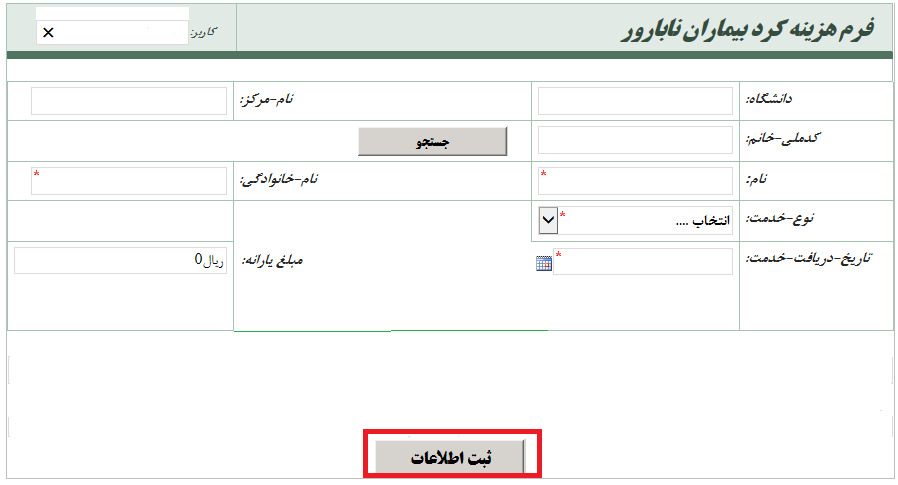 فرم هزینه کرد بیماران نابارور
کاربر:
دانشگاه:
نام-مرکز:
کدملی-خانم:
جستجو
نام:
*
نام-خانوادگی:
*
نوع-خدمت:
انتخاب ....
*
تاریخ-دریافت-خدمت:
*
مبلغ یارانه:
ریال0
ثبت اطلاعات